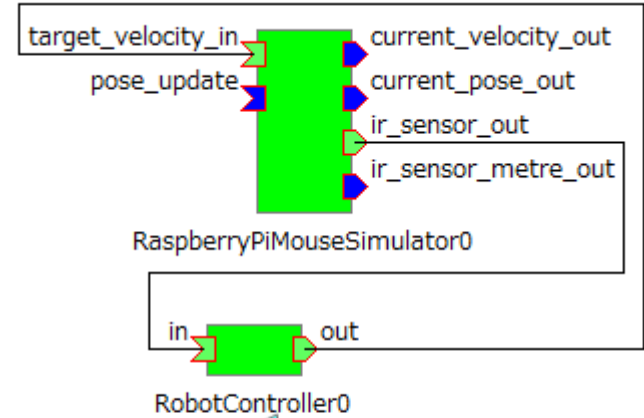 target_velocity_in
current_velocity_out
pose_update
current_pose_out
ir_sensor_out
ir_sensor_metre_out
RaspberryPiMouseSimulator0
in
out
RobotController0